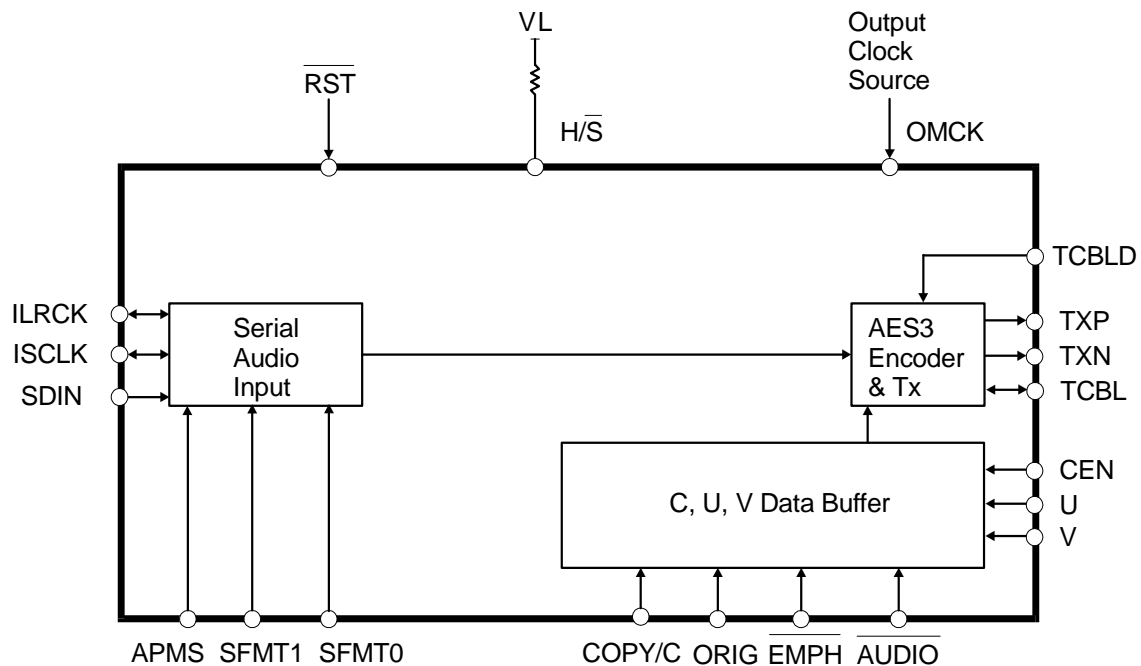 VL
Output
Clock
Source
RST
H/S
OMCK
TCBLD
ILRCK
ISCLK
SDIN
Serial
Audio
Input
AES3
Encoder
& Tx
TXP
TXN
TCBL
C, U, V Data Buffer
CEN
U
V
APMS
SFMT1
SFMT0
COPY/C
ORIG
EMPH
AUDIO